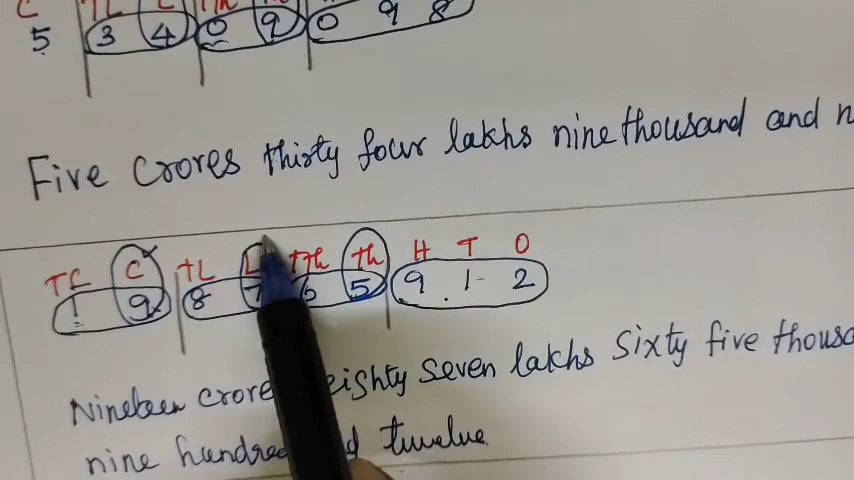 C TL L
5 3 4 0 9 0 9 8
Five crores thirty four lakhs nine thousand and
TC C TL L TTh Th H T O
1 9 8 7 6 5 9 1 2
Nineteen crore eighty seven lakhs sixty five
nine hundred twelve